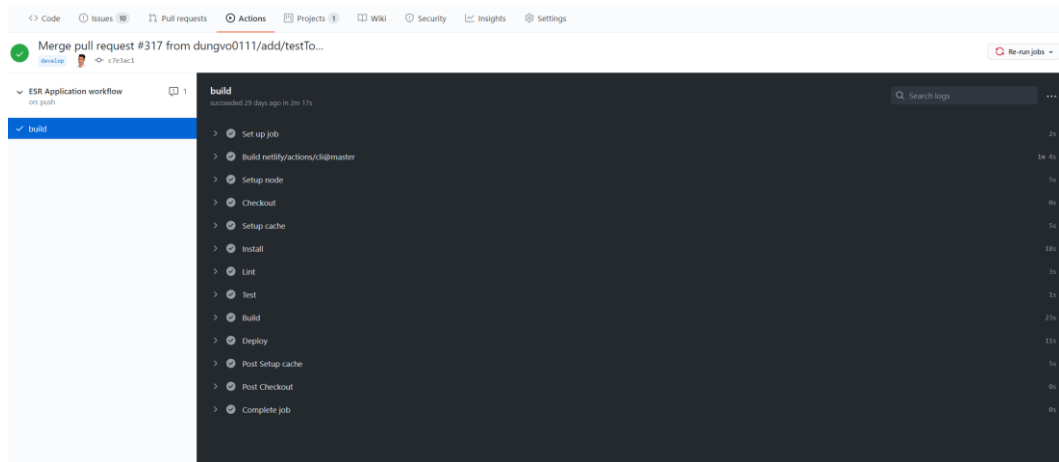 Code Issues 10 Pull requests Actions Projects 1 Wiki Security Insights Settings
Merge pull request #317 from dungvo0111/add/testTo...
develop c7e3ac1
Re-run jobs
ESR Application workflow 1
on: push
build
build
succeeded 29 days ago in 2m 17s
Search logs
Set up job 2s
Build netlify/actions/cli@master 1m 4s
Setup node 5s
Checkout 0s
Setup cache 5s
Install 18s
Lint 3s
Test 1s
Build 23s
Deploy 11s
Post Setup cache 5s
Post Checkout 0s
Complete job 0s